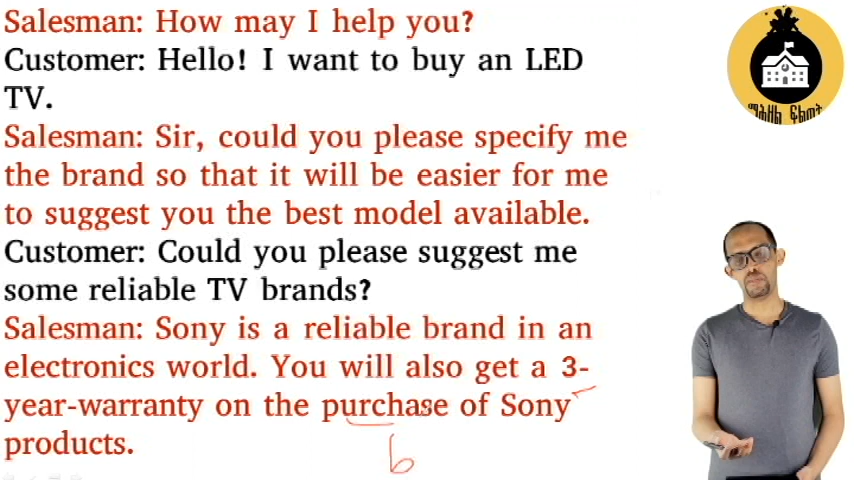 Salesman: How may I help you?
Customer: Hello! I want to buy an LED
TV.
Salesman: Sir, could you please specify me
the brand so that it will be easier for me
to suggest you the best model available.
Customer: Could you please suggest me
some reliable TV brands?
Salesman: Sony is a reliable brand in an
electronics world. You will also get a 3-
year-warranty on the purchase of Sony
products.
b
ማሕዘል ፍልጠት